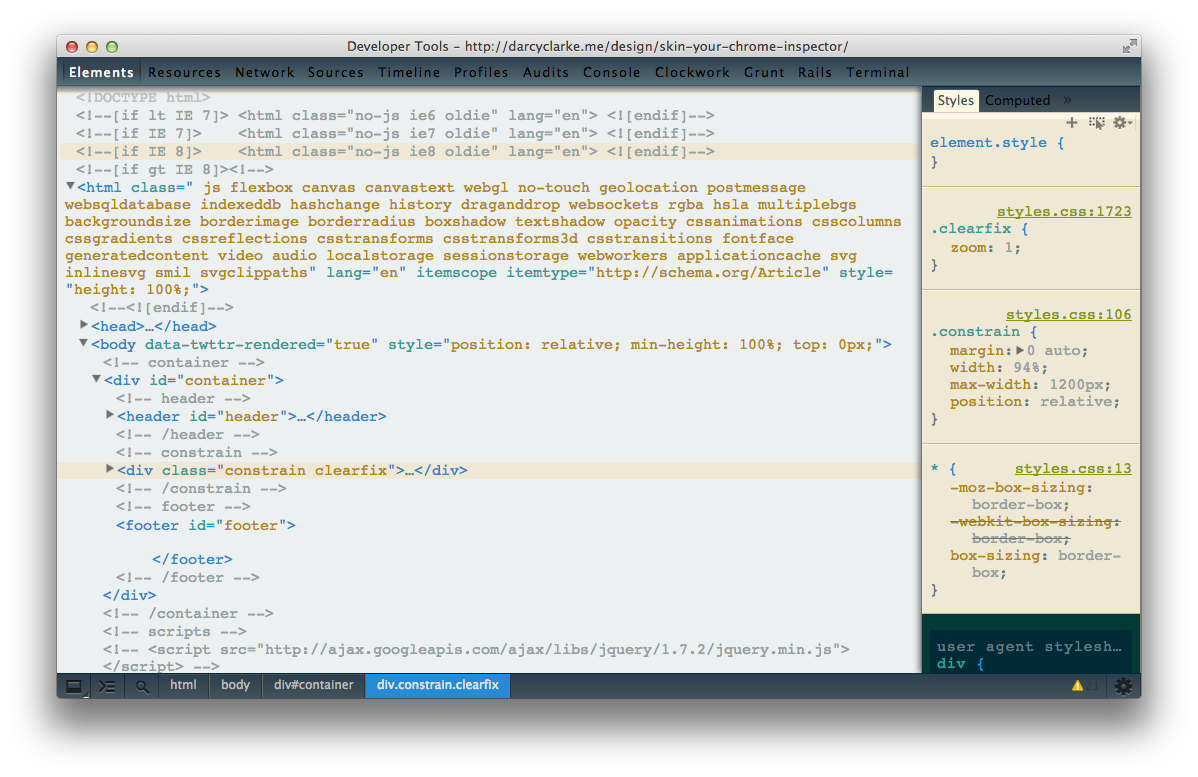 Developer Tools - http://darcyclarke.me/design/skin-your-chrome-inspector/
Elements Resources Network Sources Timeline Profiles Audits Console Clockwork Grunt Rails Terminal
<!DOCTYPE html>
<!--[if lt IE 7]> <html class="no-js ie6 oldie" lang="en"> <![endif]-->
<!--[if IE 7]>    <html class="no-js ie7 oldie" lang="en"> <![endif]-->
<!--[if IE 8]>    <html class="no-js ie8 oldie" lang="en"> <![endif]-->
<!--[if gt IE 8]><!-->
▼<html class=" js flexbox canvas canvastext webgl no-touch geolocation postmessage
websqldatabase indexeddb hashchange history draganddrop websockets rgba hsla multiplebgs
backgroundsize borderimage borderradius boxshadow textshadow opacity cssanimations csscolumns
cssgradients cssreflections csstransforms csstransforms3d csstransitions fontface
generatedcontent video audio localstorage sessionstorage webworkers applicationcache svg
inlinesvg smil svgclippaths" lang="en" itemscope itemtype="http://schema.org/Article" style=
"height: 100%;">
<!--<![endif]-->
▶<head>…</head>
▼<body data-twttr-rendered="true" style="position: relative; min-height: 100%; top: 0px;">
<!-- container -->
▼<div id="container">
<!-- header -->
▶<header id="header">…</header>
<!-- /header -->
<!-- constrain -->
▶<div class="constrain clearfix">…</div>
<!-- /constrain -->
<!-- footer -->
<footer id="footer">
</footer>
<!-- /footer -->
</div>
<!-- /container -->
<!-- scripts -->
<!-- <script src="http://ajax.googleapis.com/ajax/libs/jquery/1.7.2/jquery.min.js">
</script> -->
Styles Computed »
element.style {
}
styles.css:1723
.clearfix {
zoom: 1;
}
styles.css:106
.constrain {
margin:▶0 auto;
width: 94%;
max-width: 1200px;
position: relative;
}
* { styles.css:13
-moz-box-sizing:
border-box;
-webkit-box-sizing:
border-box;
box-sizing: border-
box;
}
user agent stylesh…
div {
html body div#container div.constrain.clearfix